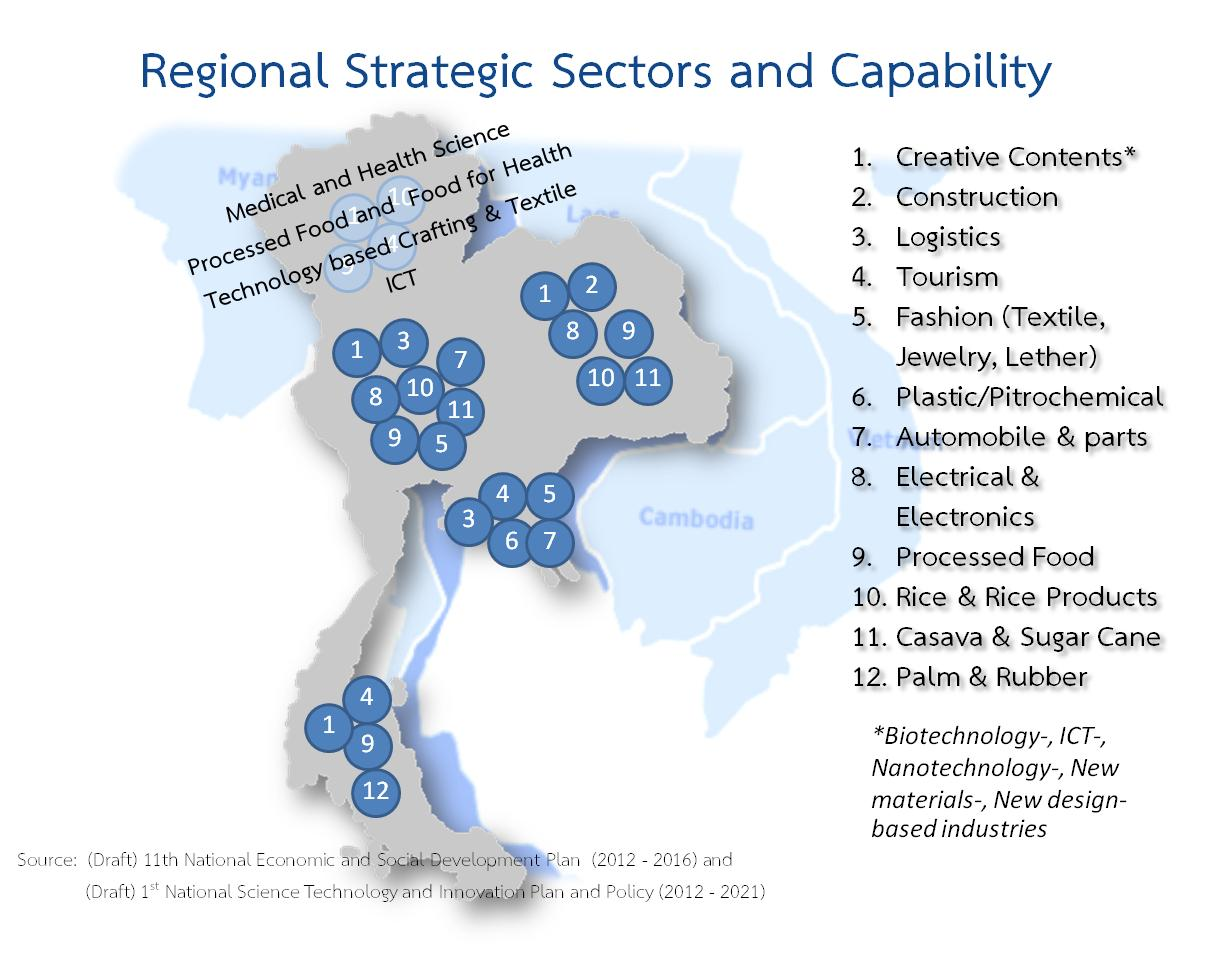 Regional Strategic Sectors and Capability
Medical and Health Science
Processed Food and Food for Health
Technology based Crafting & Textile
ICT
Laos
1
10
4
9
1
2
8
9
10
11
1
3
7
8
10
11
9
5
4
5
3
6
7
Cambodia
4
1
9
12
1. Creative Contents*
2. Construction
3. Logistics
4. Tourism
5. Fashion (Textile,
Jewelry, Lether)
6. Plastic/Pitrochemical
7. Automobile & parts
8. Electrical &
Electronics
9. Processed Food
10. Rice & Rice Products
11. Casava & Sugar Cane
12. Palm & Rubber
*Biotechnology-, ICT-,
Nanotechnology-, New
materials-, New design-
based industries
Source: (Draft) 11th National Economic and Social Development Plan (2012 - 2016) and
(Draft) 1st National Science Technology and Innovation Plan and Policy (2012 - 2021)